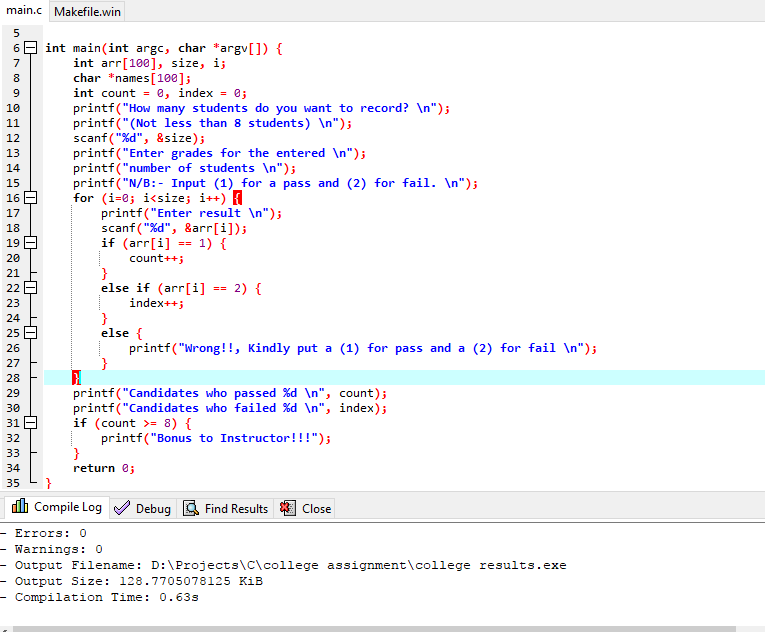 main.c Makefile.win
5
6 int main(int argc, char *argv[]) {
7 int arr[100], size, i;
8 char *names[100];
9 int count = 0, index = 0;
10 printf("How many students do you want to record? \n");
11 printf("(Not less than 8 students) \n");
12 scanf("%d", &size);
13 printf("Enter grades for the entered \n");
14 printf("number of students \n");
15 printf("N/B:- Input (1) for a pass and (2) for fail. \n");
16 for (i=0; i<size; i++) {
17 printf("Enter result \n");
18 scanf("%d", &arr[i]);
19 if (arr[i] == 1) {
20 count++;
21 }
22 else if (arr[i] == 2) {
23 index++;
24 }
25 else {
26 printf("Wrong!!, Kindly put a (1) for pass and a (2) for fail \n");
27 }
28 }
29 printf("Candidates who passed %d \n", count);
30 printf("Candidates who failed %d \n", index);
31 if (count >= 8) {
32 printf("Bonus to Instructor!!!");
33 }
34 return 0;
35 }
Compile Log Debug Find Results Close
- Errors: 0
- Warnings: 0
- Output Filename: D:\Projects\C\college assignment\college results.exe
- Output Size: 128.7705078125 KiB
- Compilation Time: 0.63s